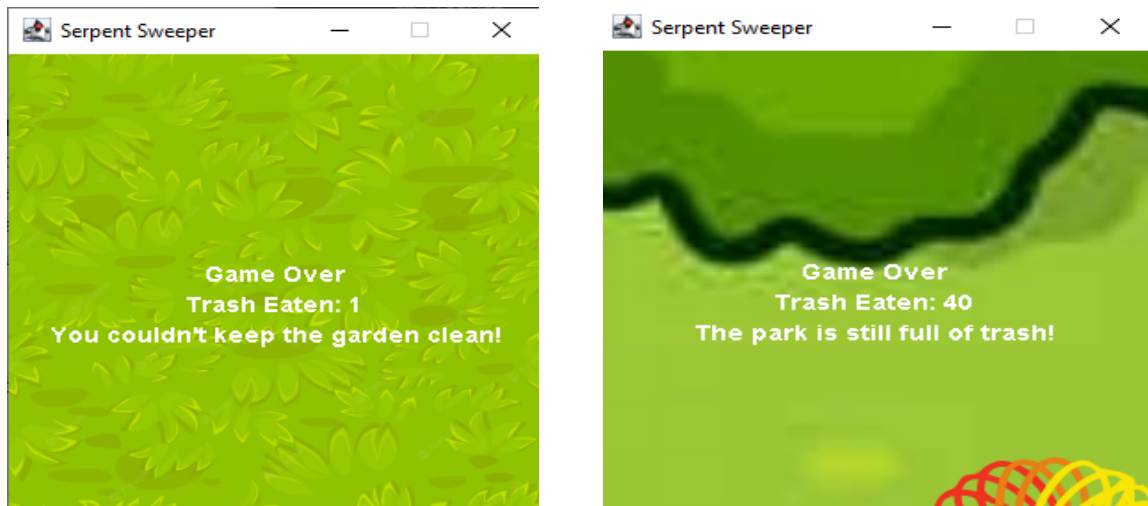 Serpent Sweeper
Game Over
Trash Eaten: 1
You couldn't keep the garden clean!
Serpent Sweeper
Game Over
Trash Eaten: 40
The park is still full of trash!